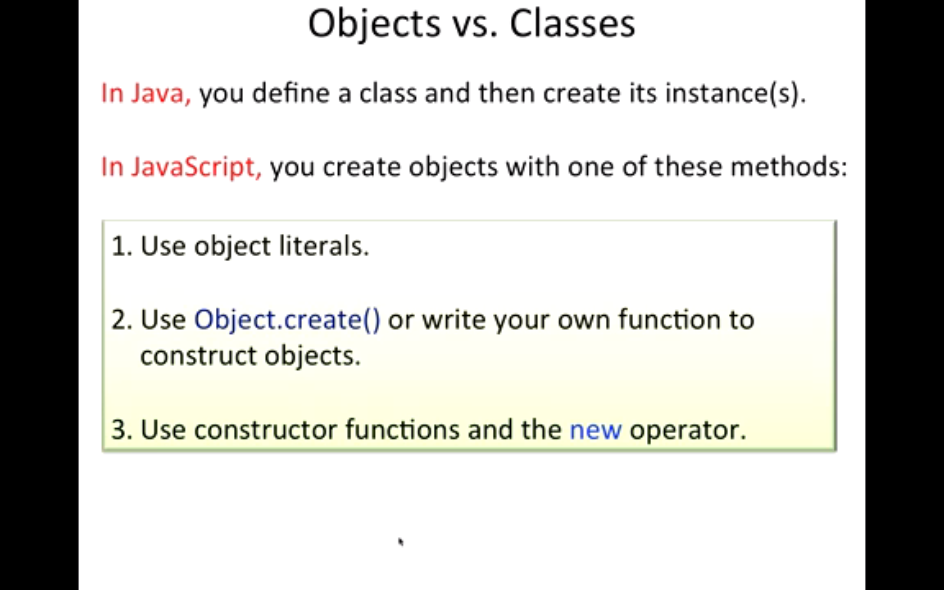 Objects vs. Classes
In Java, you define a class and then create its instance(s).
In JavaScript, you create objects with one of these methods:
1. Use object literals.
2. Use Object.create() or write your own function to
construct objects.
3. Use constructor functions and the new operator.